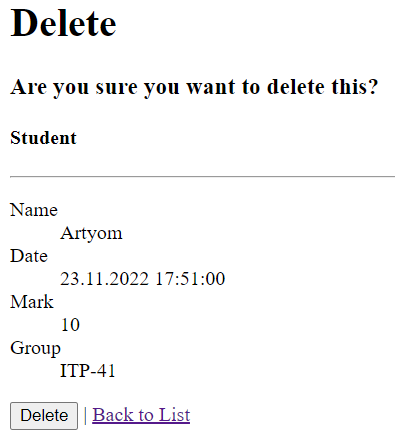 Delete
Are you sure you want to delete this?
Student
Name
Artyom
Date
23.11.2022 17:51:00
Mark
10
Group
ITP-41
Delete | Back to List